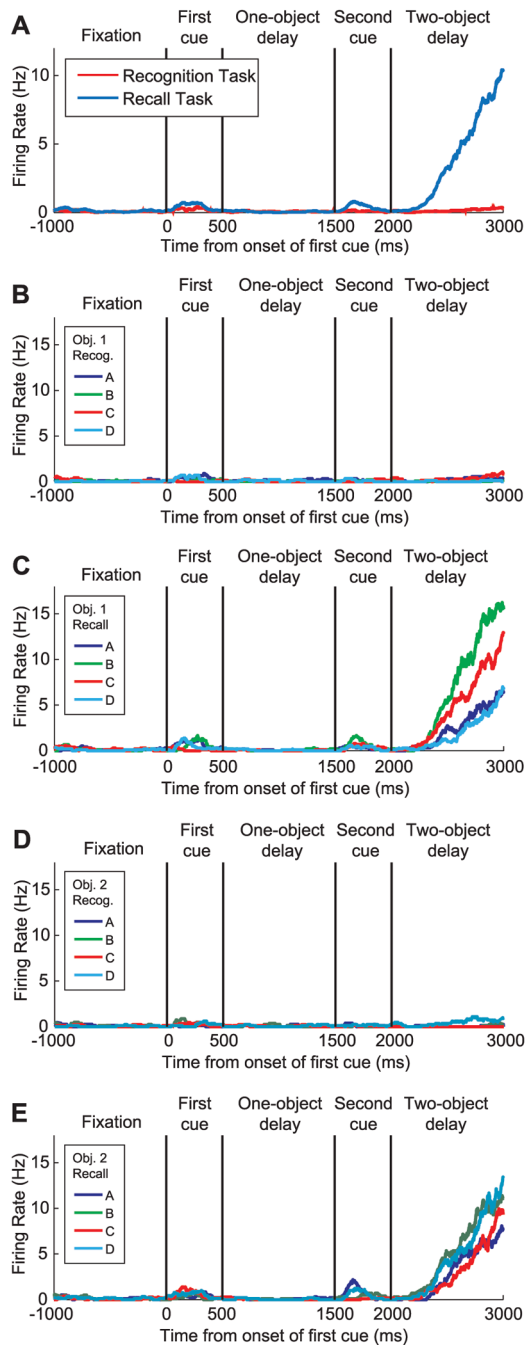 A
Fixation
First cue
One-object delay
Second cue
Two-object delay
Firing Rate (Hz)
10
5
0
Recognition Task
Recall Task
-1000 0 500 1500 2000 3000
Time from onset of first cue (ms)
B
Fixation
First cue
One-object delay
Second cue
Two-object delay
Firing Rate (Hz)
15
10
5
0
Obj. 1
Recog.
A
B
C
D
-1000 0 500 1500 2000 3000
Time from onset of first cue (ms)
C
Fixation
First cue
One-object delay
Second cue
Two-object delay
Firing Rate (Hz)
15
10
5
0
Obj. 1
Recall
A
B
C
D
-1000 0 500 1500 2000 3000
Time from onset of first cue (ms)
D
Fixation
First cue
One-object delay
Second cue
Two-object delay
Firing Rate (Hz)
15
10
5
0
Obj. 2
Recog.
A
B
C
D
-1000 0 500 1500 2000 3000
Time from onset of first cue (ms)
E
Fixation
First cue
One-object delay
Second cue
Two-object delay
Firing Rate (Hz)
15
10
5
0
Obj. 2
Recall
A
B
C
D
-1000 0 500 1500 2000 3000
Time from onset of first cue (ms)